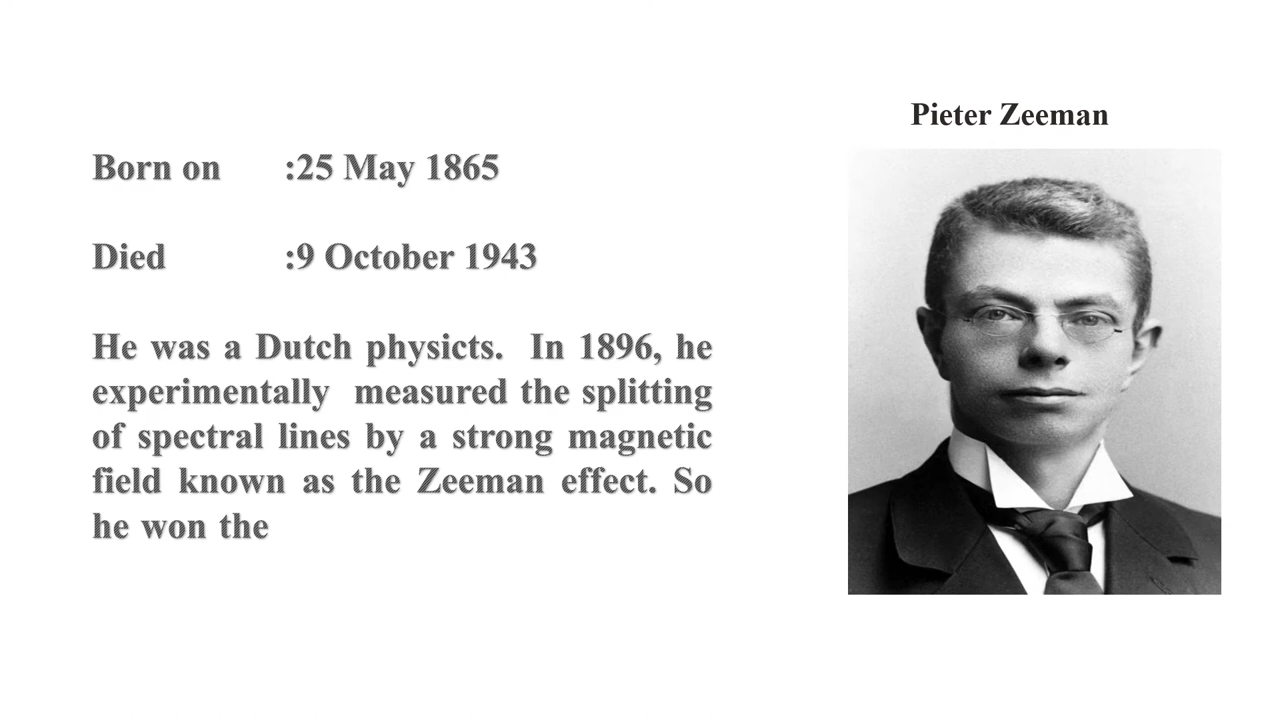 Pieter Zeeman
Born on :25 May 1865
Died :9 October 1943
He was a Dutch physicts. In 1896, he
experimentally measured the splitting
of spectral lines by a strong magnetic
field known as the Zeeman effect. So
he won the